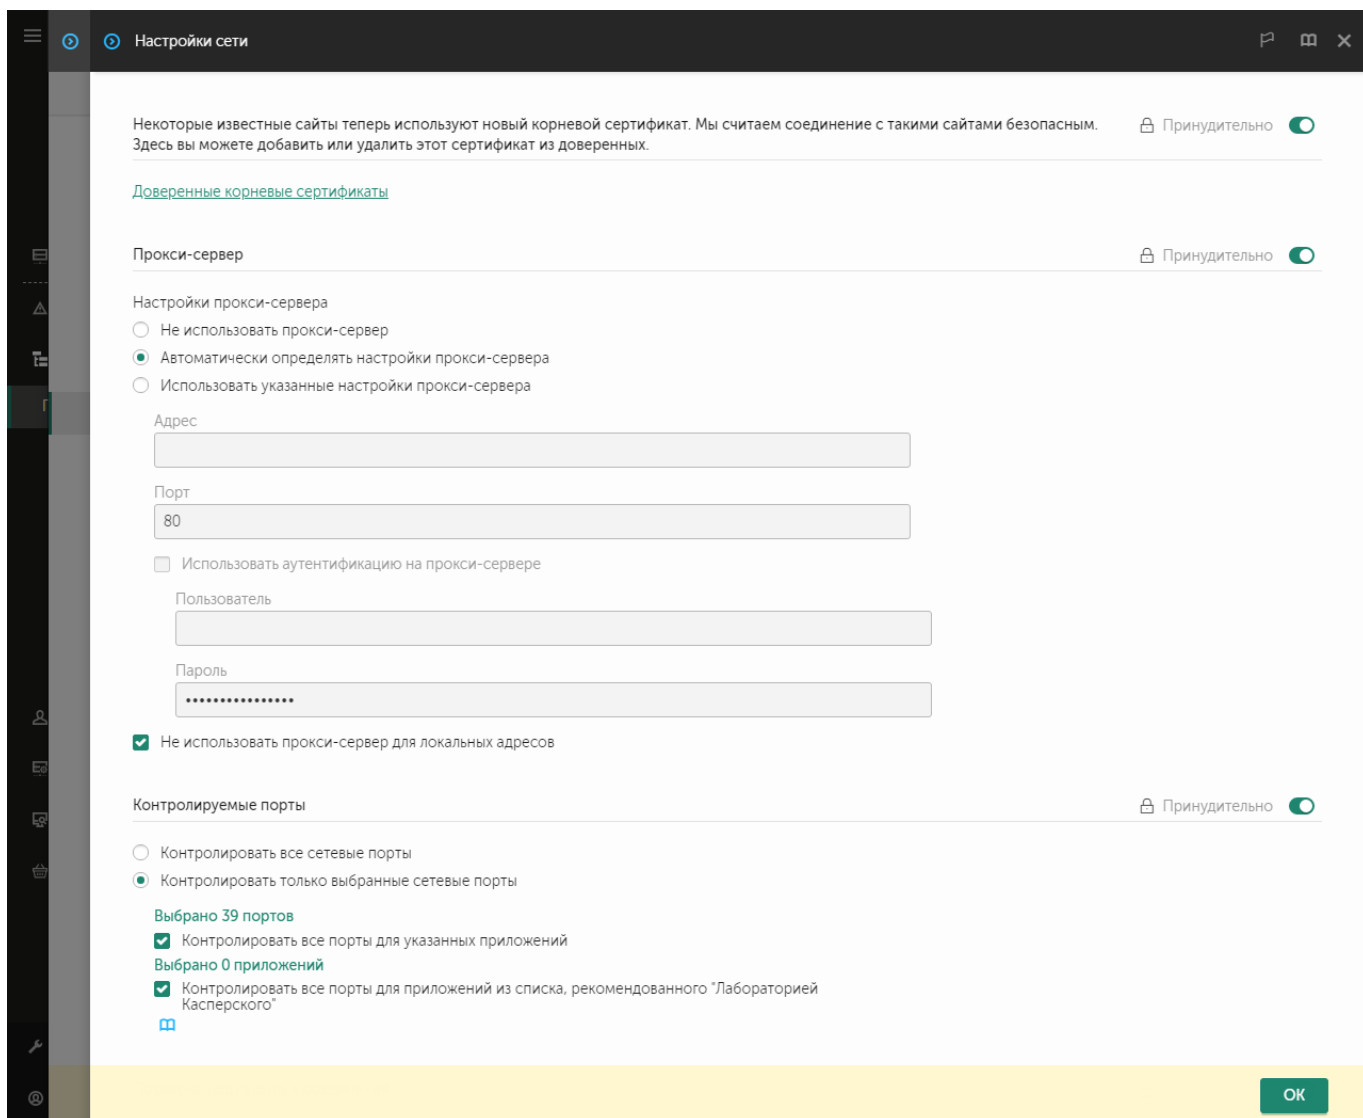 Настройки сети
Некоторые известные сайты теперь используют новый корневой сертификат. Мы считаем соединение с такими сайтами безопасным.
Здесь вы можете добавить или удалить этот сертификат из доверенных.
Принудительно
Доверенные корневые сертификаты
Прокси-сервер
Принудительно
Настройки прокси-сервера
Не использовать прокси-сервер
Автоматически определять настройки прокси-сервера
Использовать указанные настройки прокси-сервера
Адрес
Порт
80
Использовать аутентификацию на прокси-сервере
Пользователь
Пароль
••••••••••••••••
Не использовать прокси-сервер для локальных адресов
Контролируемые порты
Принудительно
Контролировать все сетевые порты
Контролировать только выбранные сетевые порты
Выбрано 39 портов
Контролировать все порты для указанных приложений
Выбрано 0 приложений
Контролировать все порты для приложений из списка, рекомендованного "Лабораторией
Касперского"
ОК